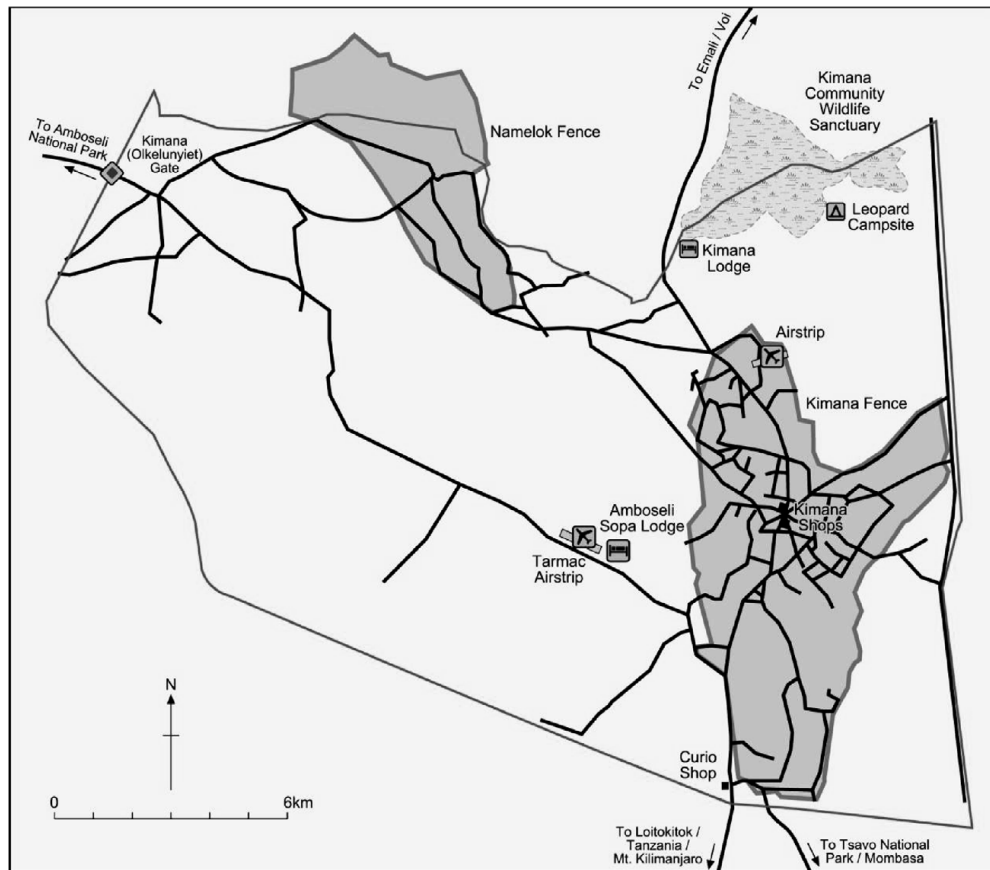 To Emali / Voi
Kimana
Community
Wildlife
Sanctuary
To Amboseli
National Park
Kimana
(Olkelunyiet)
Gate
Namelok Fence
Leopard
Campsite
Kimana
Lodge
Airstrip
Kimana Fence
Amboseli
Sopa Lodge
Kimana
Shops
Tarmac
Airstrip
N
Curio
Shop
0
6km
To Loitokitok /
Tanzania /
Mt. Kilimanjaro
To Tsavo National
Park / Mombasa